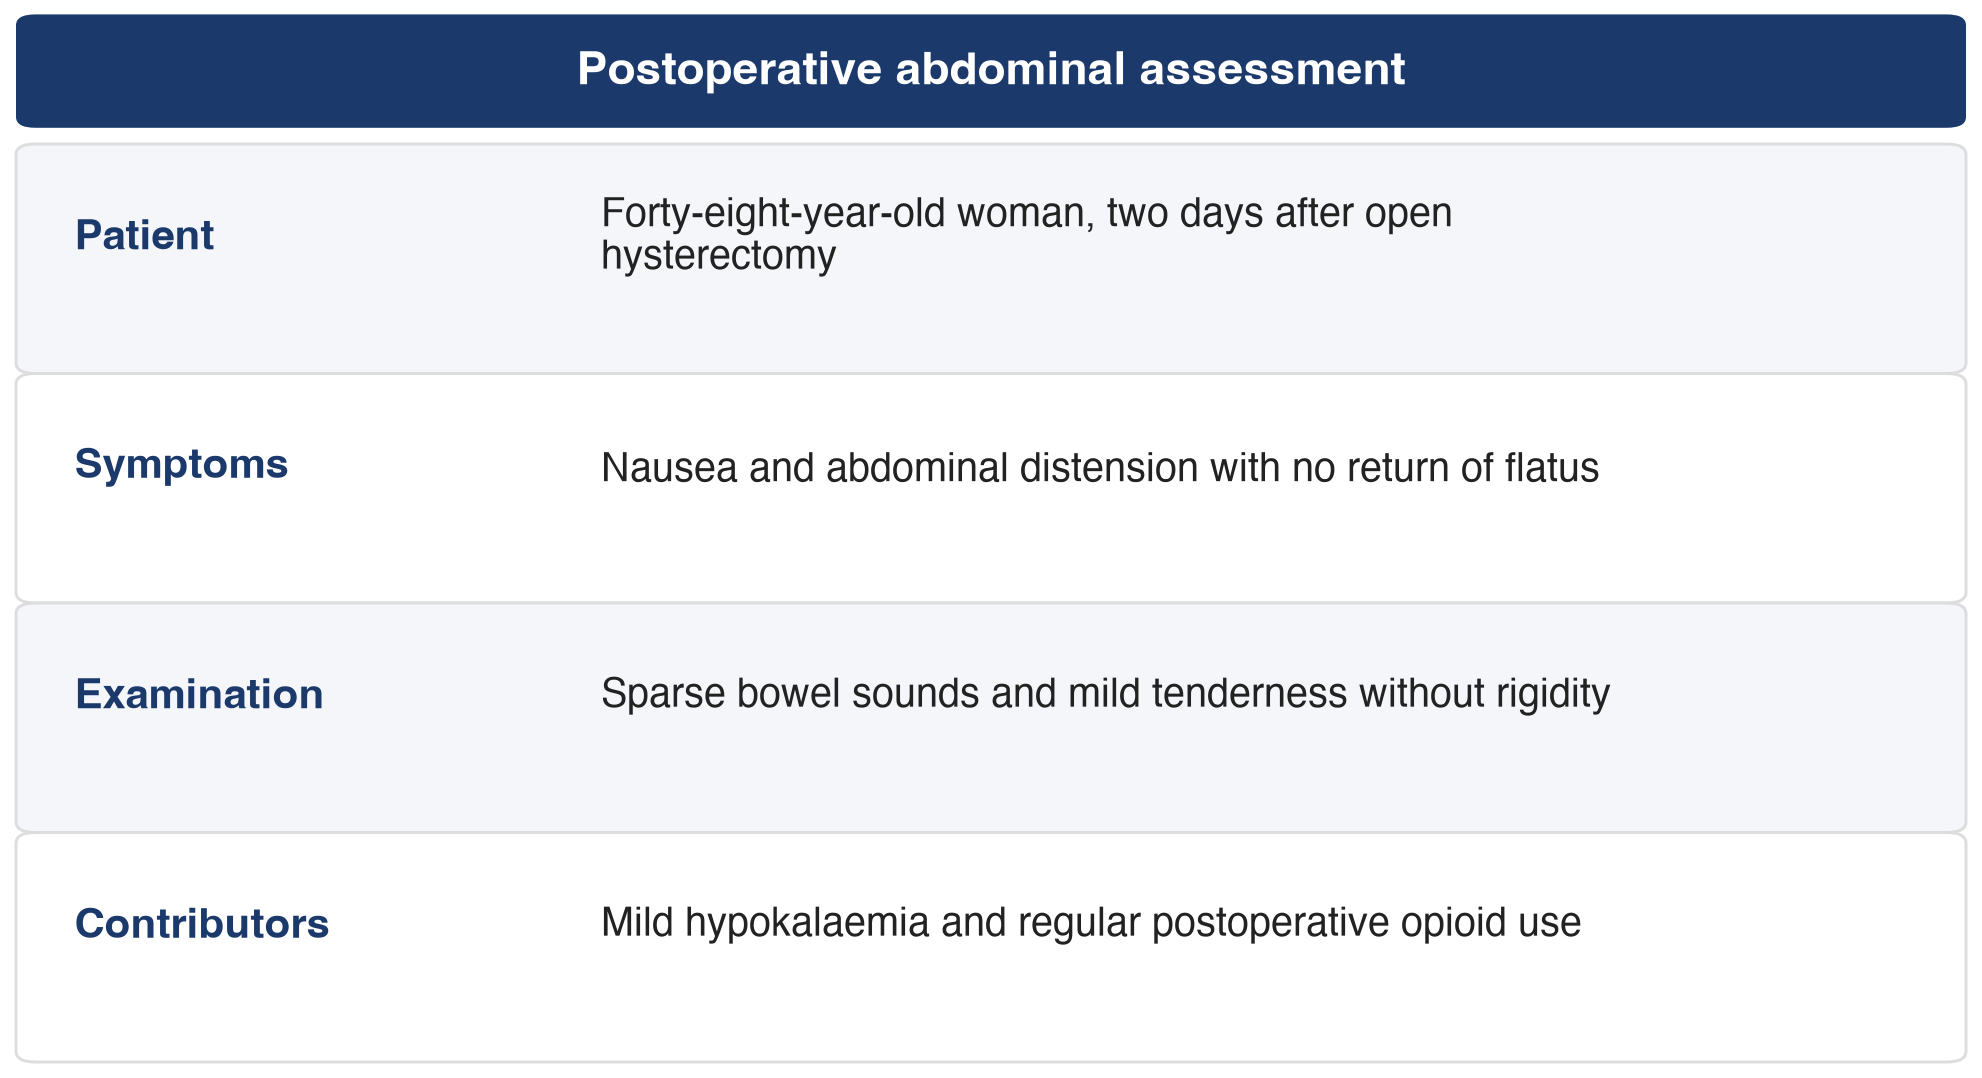 Postoperative abdominal assessment
Patient
Forty-eight-year-old woman, two days after open
hysterectomy
Symptoms
Nausea and abdominal distension with no return of flatus
Examination
Sparse bowel sounds and mild tenderness without rigidity
Contributors
Mild hypokalaemia and regular postoperative opioid use